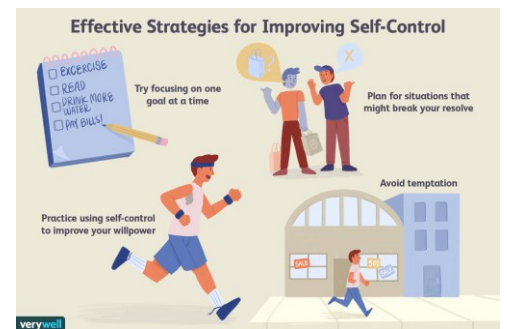 Effective Strategies for Improving Self-Control
EXCERCISE
READ
DRINK MORE
WATER
PAY BILLS!
Try focusing on one
goal at a time
X
Plan for situations that
might break your resolve
Practice using self-control
to improve your willpower
Avoid temptation
SALE
SALE
verywell